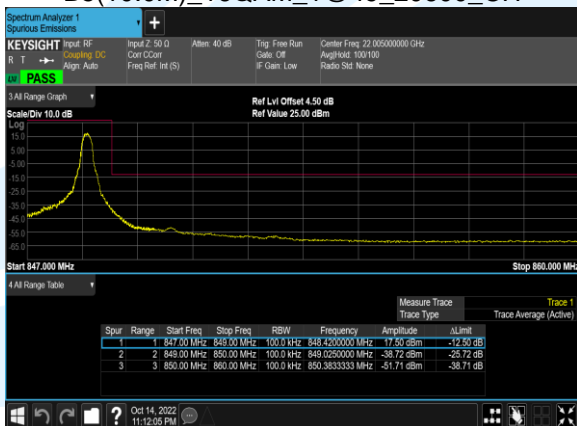 Spectrum Analyzer 1
Spurious Emissions
KEYSIGHT Input: RF Input Z: 50 Ω Atten: 40 dB Trig: Free Run Center Freq: 22.005000000 GHz
R T Coupling: DC Corr CCorr Gate: Off Avg|Hold: 100/100
Align: Auto Freq Ref: Int (S) IF Gain: Low Radio Std: None
LM PASS
3 All Range Graph
Ref Lvl Offset 4.50 dB
Scale/Div 10.0 dB Ref Value 25.00 dBm
Log
15.0
5.00
-5.00
-15.0
-25.0
-35.0
-45.0
-55.0
-65.0
Start 847.000 MHz Stop 860.000 MHz
4 All Range Table
Measure Trace Trace 1
Trace Type Trace Average (Active)
Spur Range Start Freq Stop Freq RBW Frequency Amplitude ΔLimit
1 1 847.00 MHz 849.00 MHz 100.0 kHz 848.4200000 MHz 17.50 dBm -12.50 dB
2 2 849.00 MHz 850.00 MHz 100.0 kHz 849.0250000 MHz -38.72 dBm -25.72 dB
3 3 850.00 MHz 860.00 MHz 100.0 kHz 850.3833333 MHz -51.71 dBm -38.71 dB
Oct 14, 2022
11:12:05 PM